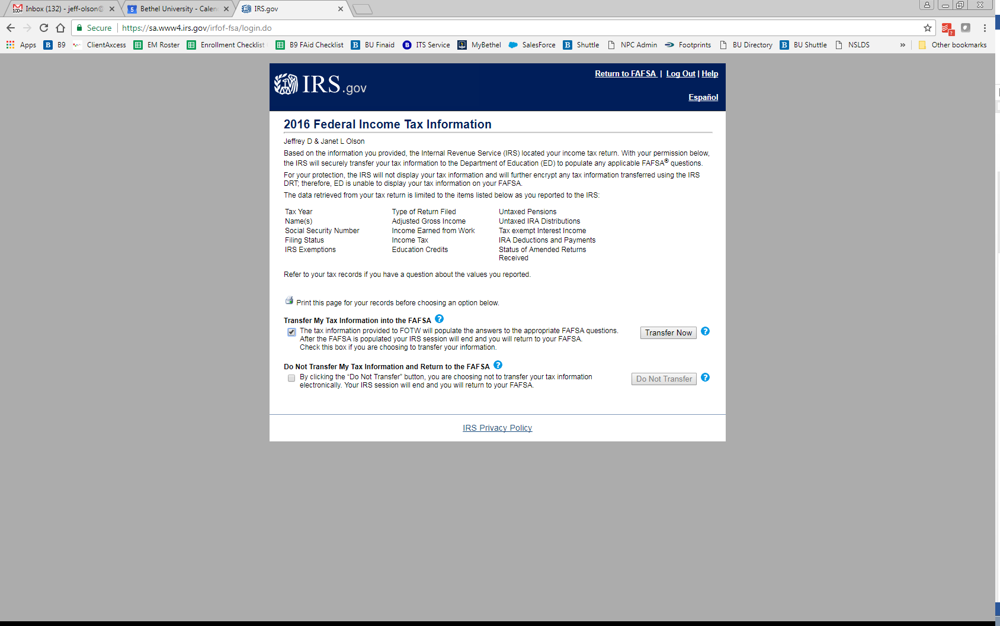 Inbox (132) - jeff-olson@
Bethel University - Calen
IRS.gov
Secure https://sa.www4.irs.gov/irfof-fsa/login.do
Apps B9 ClientAxcess EM Roster Enrollment Checklist B9 FAid Checklist BU Finaid ITS Service MyBethel SalesForce Shuttle NPC Admin Footprints BU Directory BU Shuttle NSLDS » Other bookmarks
IRS.gov
Return to FAFSA | Log Out | Help
Español
2016 Federal Income Tax Information
Jeffrey D & Janet L Olson
Based on the information you provided, the Internal Revenue Service (IRS) located your income tax return. With your permission below,
the IRS will securely transfer your tax information to the Department of Education (ED) to populate any applicable FAFSA® questions.
For your protection, the IRS will not display your tax information and will further encrypt any tax information transferred using the IRS
DRT; therefore, ED is unable to display your tax information on your FAFSA.
The data retrieved from your tax return is limited to the items listed below as you reported to the IRS:
Tax Year Type of Return Filed Untaxed Pensions
Name(s) Adjusted Gross Income Untaxed IRA Distributions
Social Security Number Income Earned from Work Tax exempt Interest Income
Filing Status Income Tax IRA Deductions and Payments
IRS Exemptions Education Credits Status of Amended Returns
Received
Refer to your tax records if you have a question about the values you reported.
Print this page for your records before choosing an option below.
Transfer My Tax Information into the FAFSA ?
The tax information provided to FOTW will populate the answers to the appropriate FAFSA questions.
After the FAFSA is populated your IRS session will end and you will return to your FAFSA.
Check this box if you are choosing to transfer your information.
Transfer Now ?
Do Not Transfer My Tax Information and Return to the FAFSA ?
By clicking the “Do Not Transfer” button, you are choosing not to transfer your tax information
electronically. Your IRS session will end and you will return to your FAFSA.
Do Not Transfer ?
IRS Privacy Policy